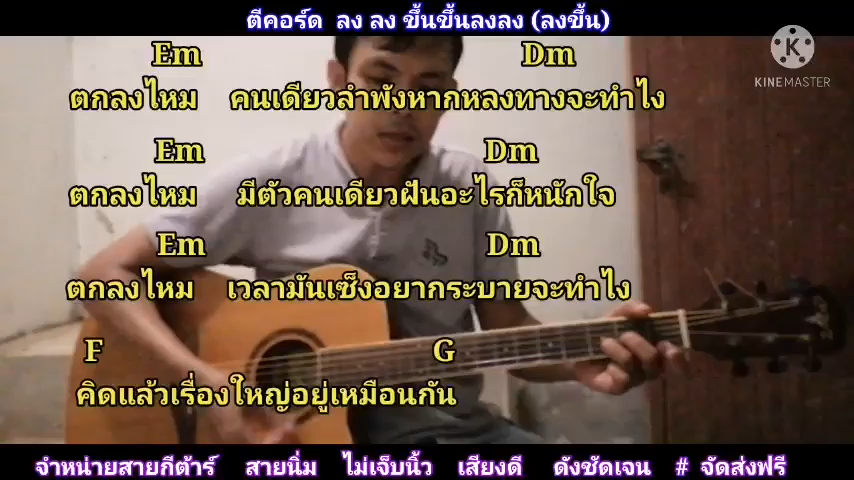 ตีคอร์ด ลง ลง ขึ้นขึ้นลงลง (ลงขึ้น)
K
KINEMASTER
Em Dm
ตกลงไหม คนเดียวลำพังหากหลงทางจะทำไง
Em Dm
ตกลงไหม มีตัวคนเดียวฝันอะไรก็หนักใจ
Em Dm
ตกลงไหม เวลามันเซ็งอยากระบายจะทำไง
F G
คิดแล้วเรื่องใหญ่อยู่เหมือนกัน
จำหน่ายสายกีต้าร์ สายนิ่ม ไม่เจ็บนิ้ว เสียงดี ดังชัดเจน # จัดส่งฟรี